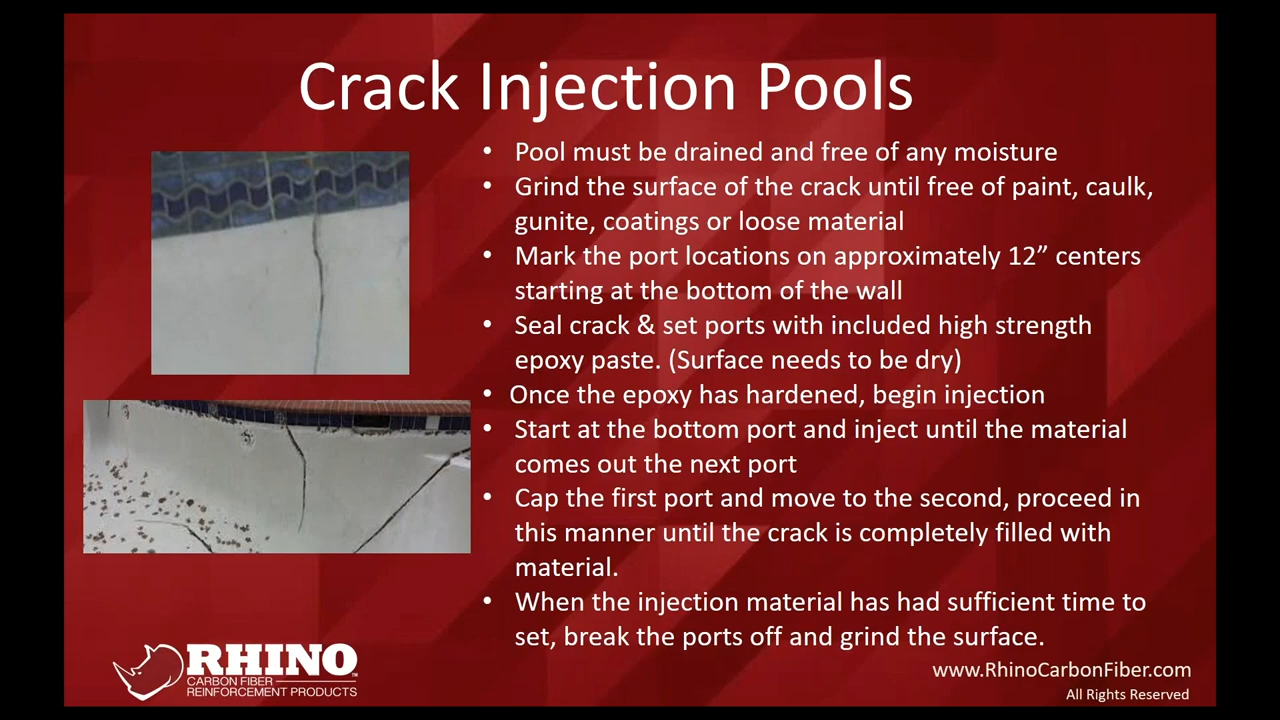 Crack Injection Pools
• Pool must be drained and free of any moisture
• Grind the surface of the crack until free of paint, caulk,
gunite, coatings or loose material
• Mark the port locations on approximately 12” centers
starting at the bottom of the wall
• Seal crack & set ports with included high strength
epoxy paste. (Surface needs to be dry)
• Once the epoxy has hardened, begin injection
• Start at the bottom port and inject until the material
comes out the next port
• Cap the first port and move to the second, proceed in
this manner until the crack is completely filled with
material.
• When the injection material has had sufficient time to
set, break the ports off and grind the surface.
RHINO™
CARBON FIBER
REINFORCEMENT PRODUCTS
www.RhinoCarbonFiber.com
All Rights Reserved